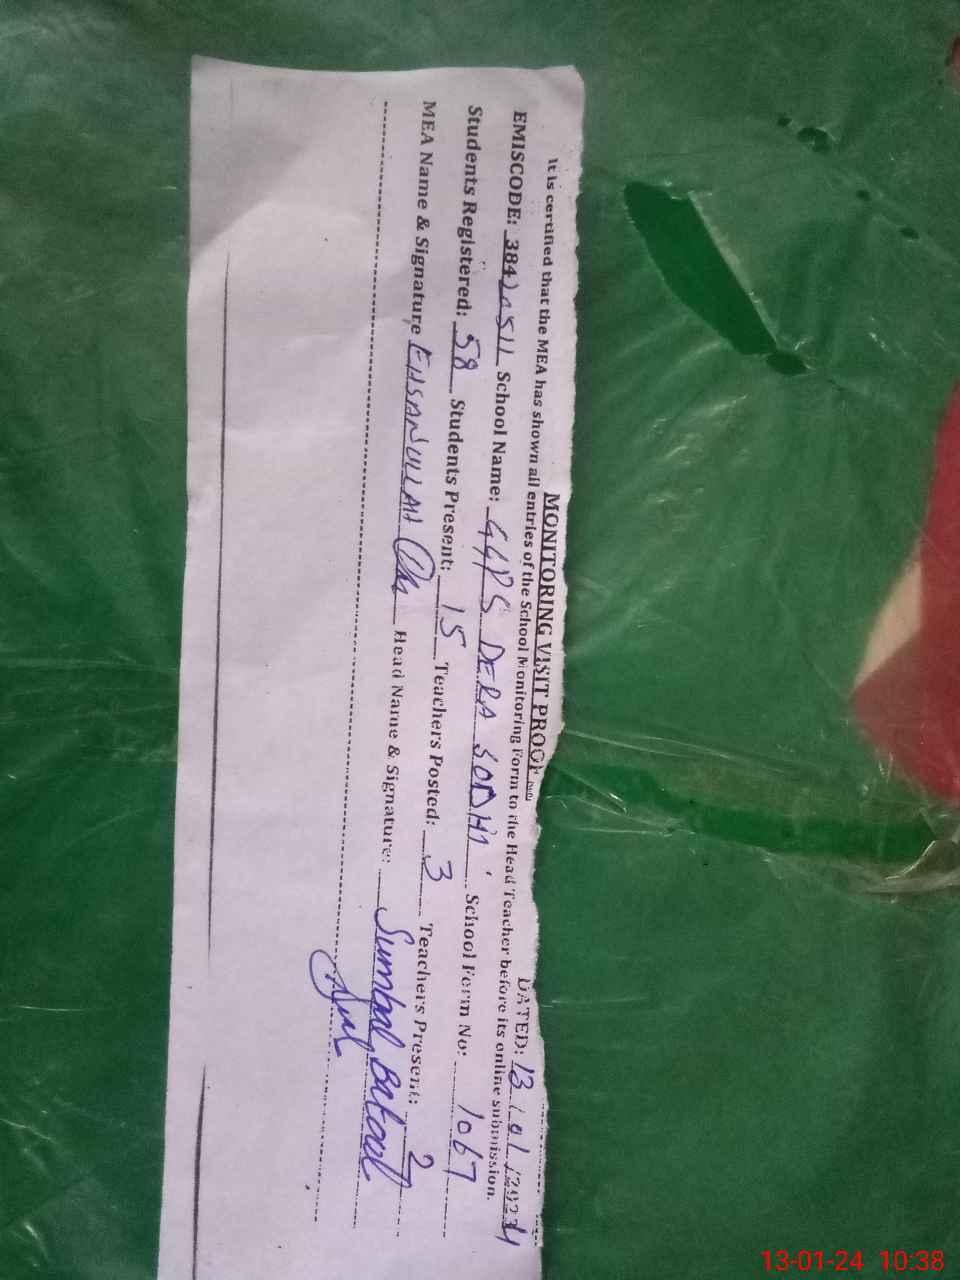 MONITORING VISIT PROOF DATED: 13/01/2024
It is certified that the MEA has shown all entries of the School Monitoring Form to the Head Teacher before its online submission.
EMISCODE: 38420511 School Name: GGPS DERA SODHI School Form No: 1067
Students Registered: 58 Students Present: 15 Teachers Posted: 3 Teachers Present: 2
MEA Name & Signature EHSANULLAH Head Name & Signature: Sumbal Batool
13-01-24 10:38